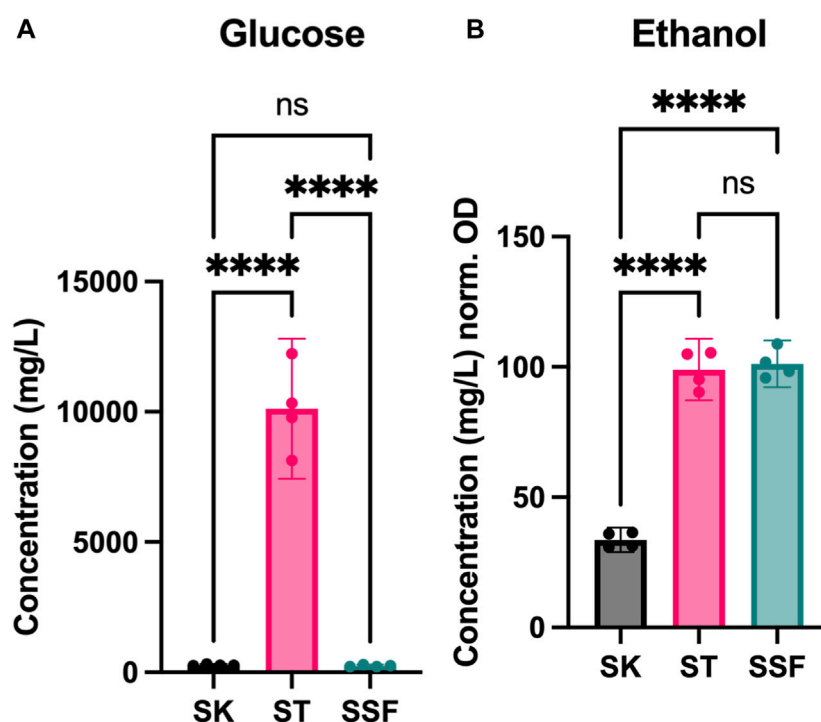 A
Glucose
ns
****
****
Concentration (mg/L)
15000
10000
5000
0
SK
ST
SSF
B
Ethanol
****
ns
****
Concentration (mg/L) norm. OD
150
100
50
0
SK
ST
SSF